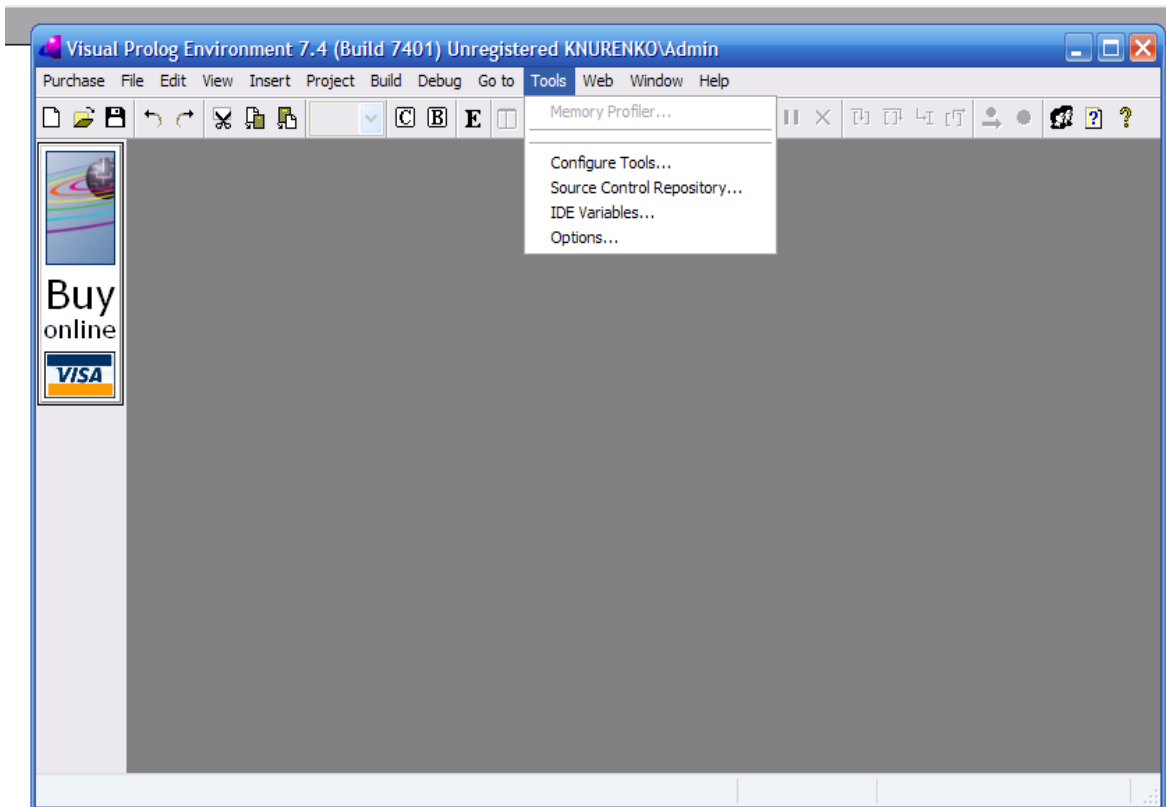 Visual Prolog Environment 7.4 (Build 7401) Unregistered KNURENKO\Admin
Purchase File Edit View Insert Project Build Debug Go to Tools Web Window Help
C B E ? ?
Memory Profiler...
Configure Tools...
Source Control Repository...
IDE Variables...
Options...
Buy
online
VISA